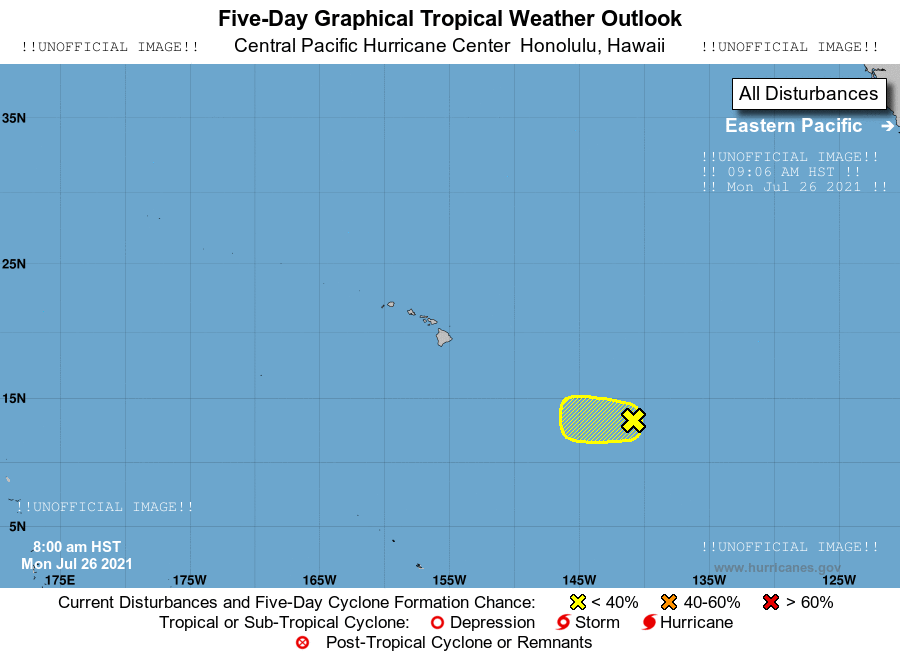 Five-Day Graphical Tropical Weather Outlook
!!UNOFFICIAL IMAGE!! Central Pacific Hurricane Center Honolulu, Hawaii !!UNOFFICIAL IMAGE!!
All Disturbances
35N
Eastern Pacific
!!UNOFFICIAL IMAGE!!
!! 09:06 AM HST !!
!! Mon Jul 26 2021 !!
25N
15N
!!UNOFFICIAL IMAGE!!
5N
8:00 am HST
Mon Jul 26 2021
!!UNOFFICIAL IMAGE!!
www.hurricanes.gov
175E 175W 165W 155W 145W 135W 125W
Current Disturbances and Five-Day Cyclone Formation Chance: < 40% 40-60% > 60%
Tropical or Sub-Tropical Cyclone: Depression Storm Hurricane
Post-Tropical Cyclone or Remnants